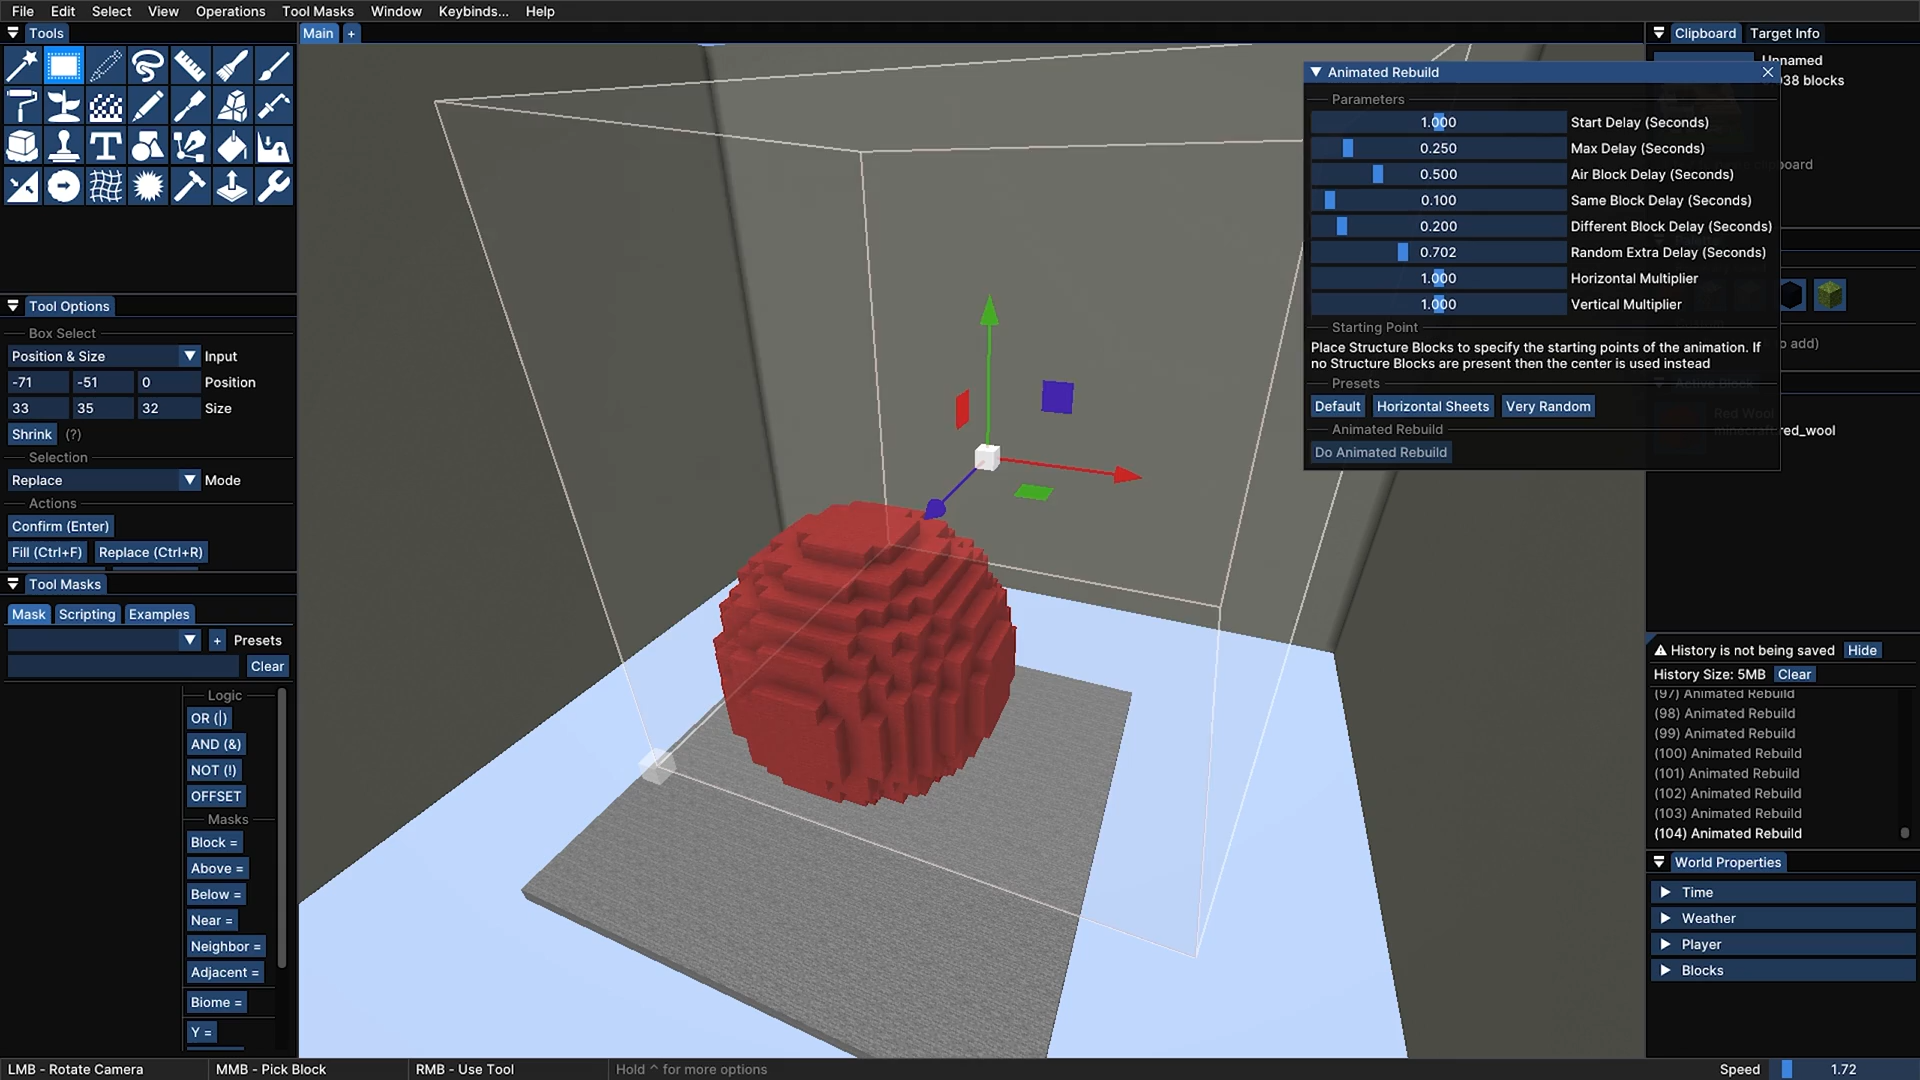 File Edit Select View Operations Tool Masks Window Keybinds... Help
Tools
Main +
Clipboard Target Info
Unnamed
038 blocks
clipboard
to add)
Active Block
Red Wool
minecraft:red_wool
Animated Rebuild
Parameters
1.000 Start Delay (Seconds)
0.250 Max Delay (Seconds)
0.500 Air Block Delay (Seconds)
0.100 Same Block Delay (Seconds)
0.200 Different Block Delay (Seconds)
0.702 Random Extra Delay (Seconds)
1.000 Horizontal Multiplier
1.000 Vertical Multiplier
Starting Point
Place Structure Blocks to specify the starting points of the animation. If
no Structure Blocks are present then the center is used instead
Presets
Default Horizontal Sheets Very Random
Animated Rebuild
Do Animated Rebuild
Tool Options
Box Select
Position & Size Input
-71 -51 0 Position
33 35 32 Size
Shrink (?)
Selection
Replace Mode
Actions
Confirm (Enter)
Fill (Ctrl+F) Replace (Ctrl+R)
Tool Masks
Mask Scripting Examples
+ Presets
Clear
Logic
OR (|)
AND (&)
NOT (!)
OFFSET
Masks
Block =
Above =
Below =
Near =
Neighbor =
Adjacent =
Biome =
Y =
History is not being saved Hide
History Size: 5MB Clear
(97) Animated Rebuild
(98) Animated Rebuild
(99) Animated Rebuild
(100) Animated Rebuild
(101) Animated Rebuild
(102) Animated Rebuild
(103) Animated Rebuild
(104) Animated Rebuild
World Properties
Time
Weather
Player
Blocks
LMB - Rotate Camera MMB - Pick Block RMB - Use Tool Hold ^ for more options Speed 1.72